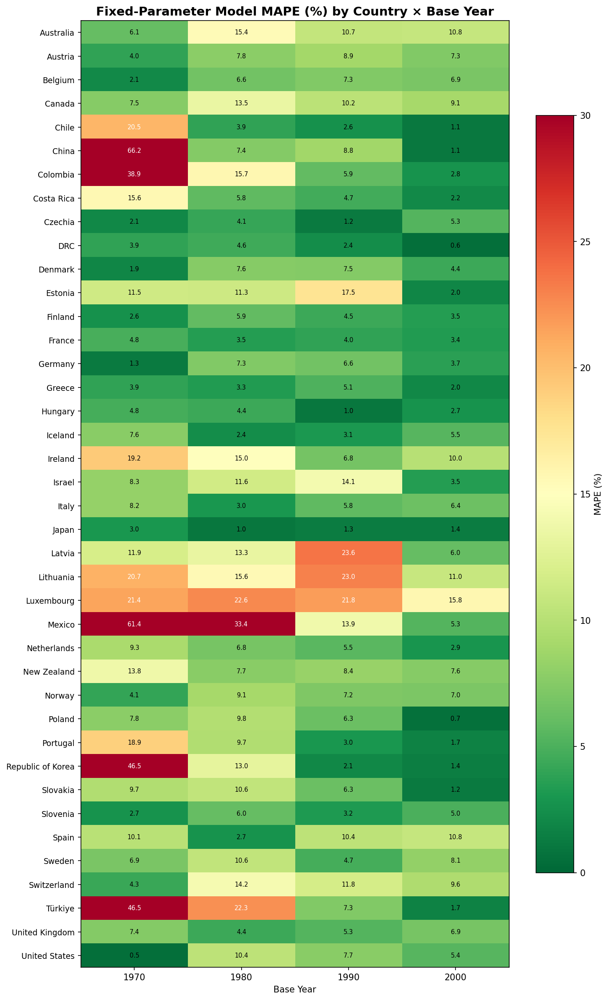 Fixed-Parameter Model MAPE (%) by Country × Base Year
Australia 6.1 15.4 10.7 10.8
Austria 4.0 7.8 8.9 7.3
Belgium 2.1 6.6 7.3 6.9
Canada 7.5 13.5 10.2 9.1
Chile 20.5 3.9 2.6 1.1
China 66.2 7.4 8.8 1.1
Colombia 38.9 15.7 5.9 2.8
Costa Rica 15.6 5.8 4.7 2.2
Czechia 2.1 4.1 1.2 5.3
DRC 3.9 4.6 2.4 0.6
Denmark 1.9 7.6 7.5 4.4
Estonia 11.5 11.3 17.5 2.0
Finland 2.6 5.9 4.5 3.5
France 4.8 3.5 4.0 3.4
Germany 1.3 7.3 6.6 3.7
Greece 3.9 3.3 5.1 2.0
Hungary 4.8 4.4 1.0 2.7
Iceland 7.6 2.4 3.1 5.5
Ireland 19.2 15.0 6.8 10.0
Israel 8.3 11.6 14.1 3.5
Italy 8.2 3.0 5.8 6.4
Japan 3.0 1.0 1.3 1.4
Latvia 11.9 13.3 23.6 6.0
Lithuania 20.7 15.6 23.0 11.0
Luxembourg 21.4 22.6 21.8 15.8
Mexico 61.4 33.4 13.9 5.3
Netherlands 9.3 6.8 5.5 2.9
New Zealand 13.8 7.7 8.4 7.6
Norway 4.1 9.1 7.2 7.0
Poland 7.8 9.8 6.3 0.7
Portugal 18.9 9.7 3.0 1.7
Republic of Korea 46.5 13.0 2.1 1.4
Slovakia 9.7 10.6 6.3 1.2
Slovenia 2.7 6.0 3.2 5.0
Spain 10.1 2.7 10.4 10.8
Sweden 6.9 10.6 4.7 8.1
Switzerland 4.3 14.2 11.8 9.6
Türkiye 46.5 22.3 7.3 1.7
United Kingdom 7.4 4.4 5.3 6.9
United States 0.5 10.4 7.7 5.4
1970 1980 1990 2000
Base Year
30
25
20
15
10
5
0
MAPE (%)